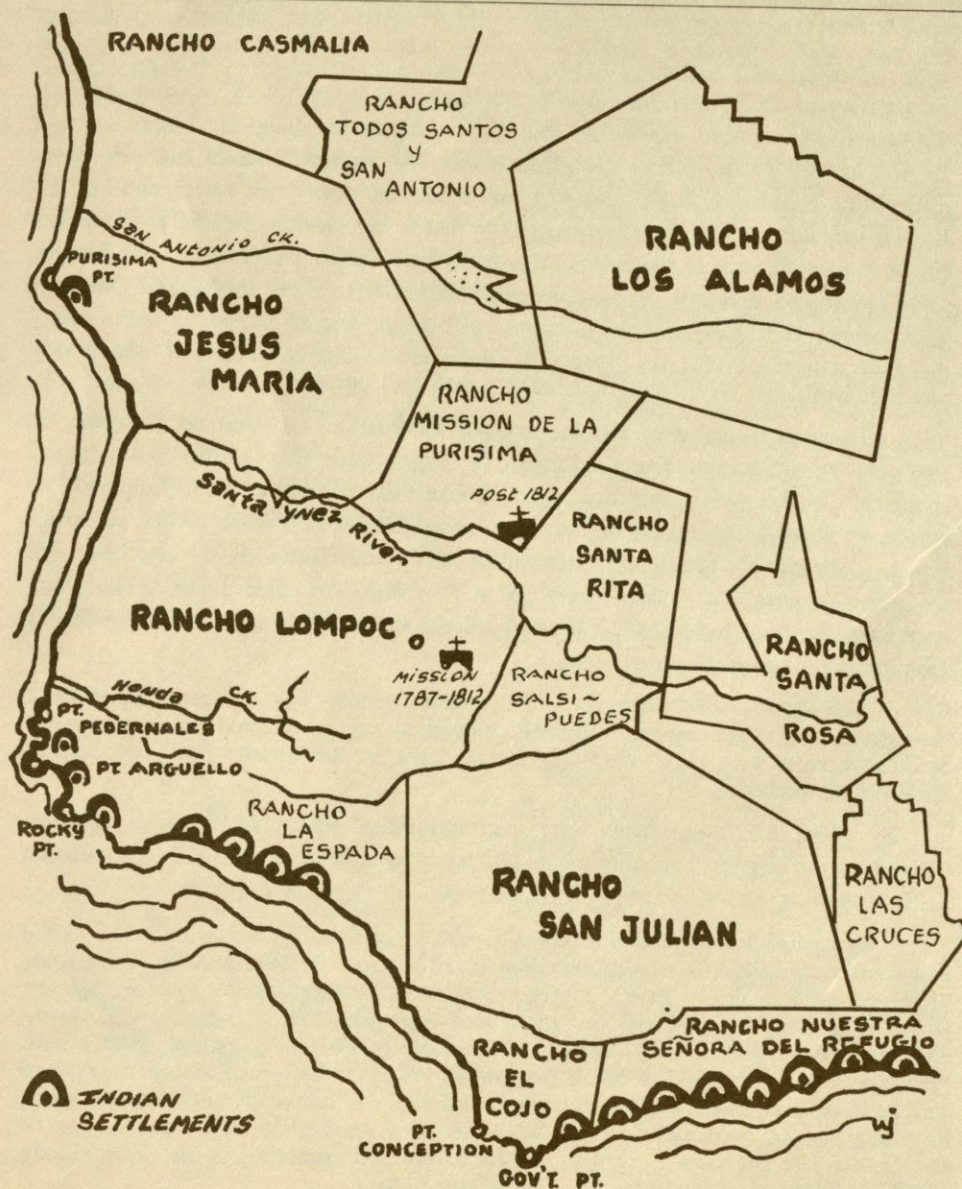 RANCHO CASMALIA
RANCHO
TODOS SANTOS
y
SAN
ANTONIO
RANCHO
LOS ALAMOS
San Antonio CK.
PURISIMA
PT.
RANCHO
JESUS
MARIA
RANCHO
MISSION DE LA
PURISIMA
POST 1812
Santa Ynez River
RANCHO
SANTA
RITA
RANCHO LOMPOC
MISSION
1787-1812
RANCHO
SALSI~
PUEDES
RANCHO
SANTA
ROSA
Honda CK.
PT.
PEDERNALES
PT. ARGUELLO
ROCKY
PT.
RANCHO
LA
ESPADA
RANCHO
SAN JULIAN
RANCHO
LAS
CRUCES
RANCHO NUESTRA
SEÑORA DEL REFUGIO
RANCHO
EL
COJO
INDIAN
SETTLEMENTS
PT.
CONCEPTION
GOV'T. PT.
wj